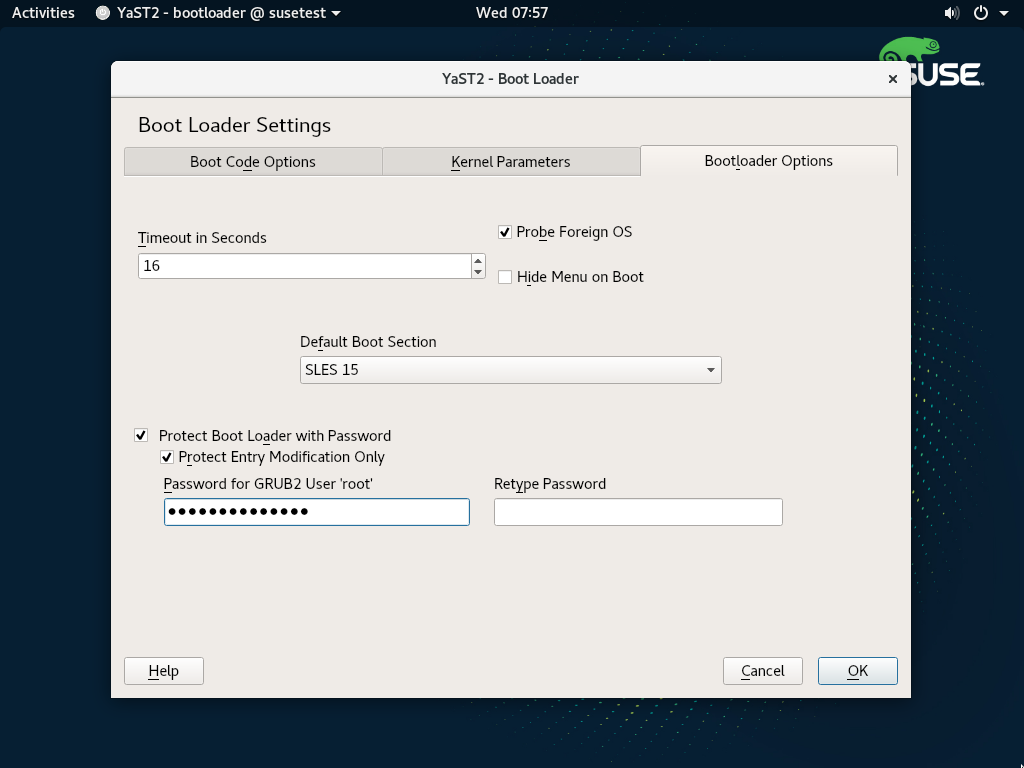 Activities YaST2 - bootloader @ susetest Wed 07:57
SUSE
YaST2 - Boot Loader
Boot Loader Settings
Boot Code Options Kernel Parameters Bootloader Options
Timeout in Seconds
16
Probe Foreign OS
Hide Menu on Boot
Default Boot Section
SLES 15
Protect Boot Loader with Password
Protect Entry Modification Only
Password for GRUB2 User 'root' Retype Password
●●●●●●●●●●●●●●
Help Cancel OK